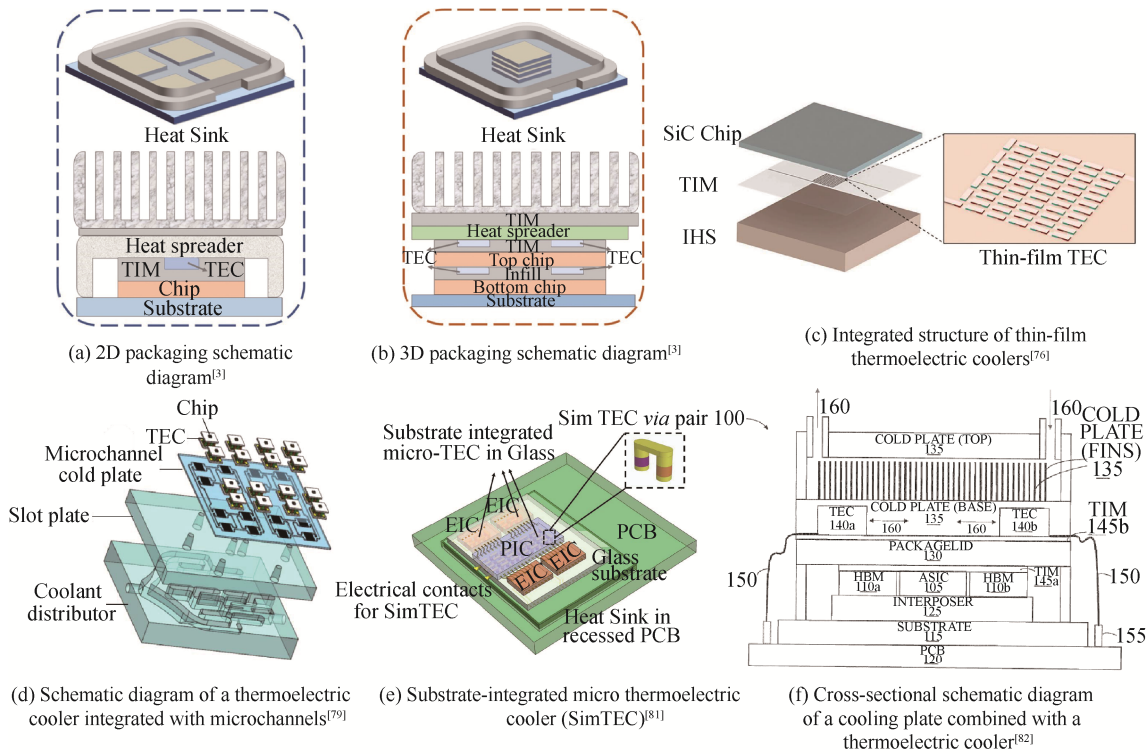 Heat Sink
Heat spreader
TIM
TEC
Chip
Substrate
(a) 2D packaging schematic
diagram[3]
Heat Sink
TIM
Heat spreader
TEC
TIM
TEC
Top chip
Infill
Bottom chip
Substrate
(b) 3D packaging schematic diagram[3]
SiC Chip
TIM
IHS
Thin-film TEC
(c) Integrated structure of thin-film
thermoelectric coolers[76]
Chip
TEC
Microchannel
cold plate
Slot plate
Coolant
distributor
(d) Schematic diagram of a thermoelectric
cooler integrated with microchannels[79]
Substrate integrated
micro-TEC in Glass
Sim TEC via pair 100
EIC
EIC
PIC
EIC
EIC
PCB
Glass
substrate
Electrical contacts
for SimTEC
Heat Sink in
recessed PCB
(e) Substrate-integrated micro thermoelectric
cooler (SimTEC)[81]
160
160
COLD
PLATE
(FINS)
135
COLD PLATE (TOP)
135
TEC
140a
COLD PLATE (BASE)
135
160
160
TEC
140b
TIM
145b
PACKAGELID
130
150
150
TIM
145a
HBM
110a
ASIC
105
HBM
110b
INTERPOSER
125
SUBSTRATE
115
155
PCB
120
(f) Cross-sectional schematic diagram
of a cooling plate combined with a
thermoelectric cooler[82]